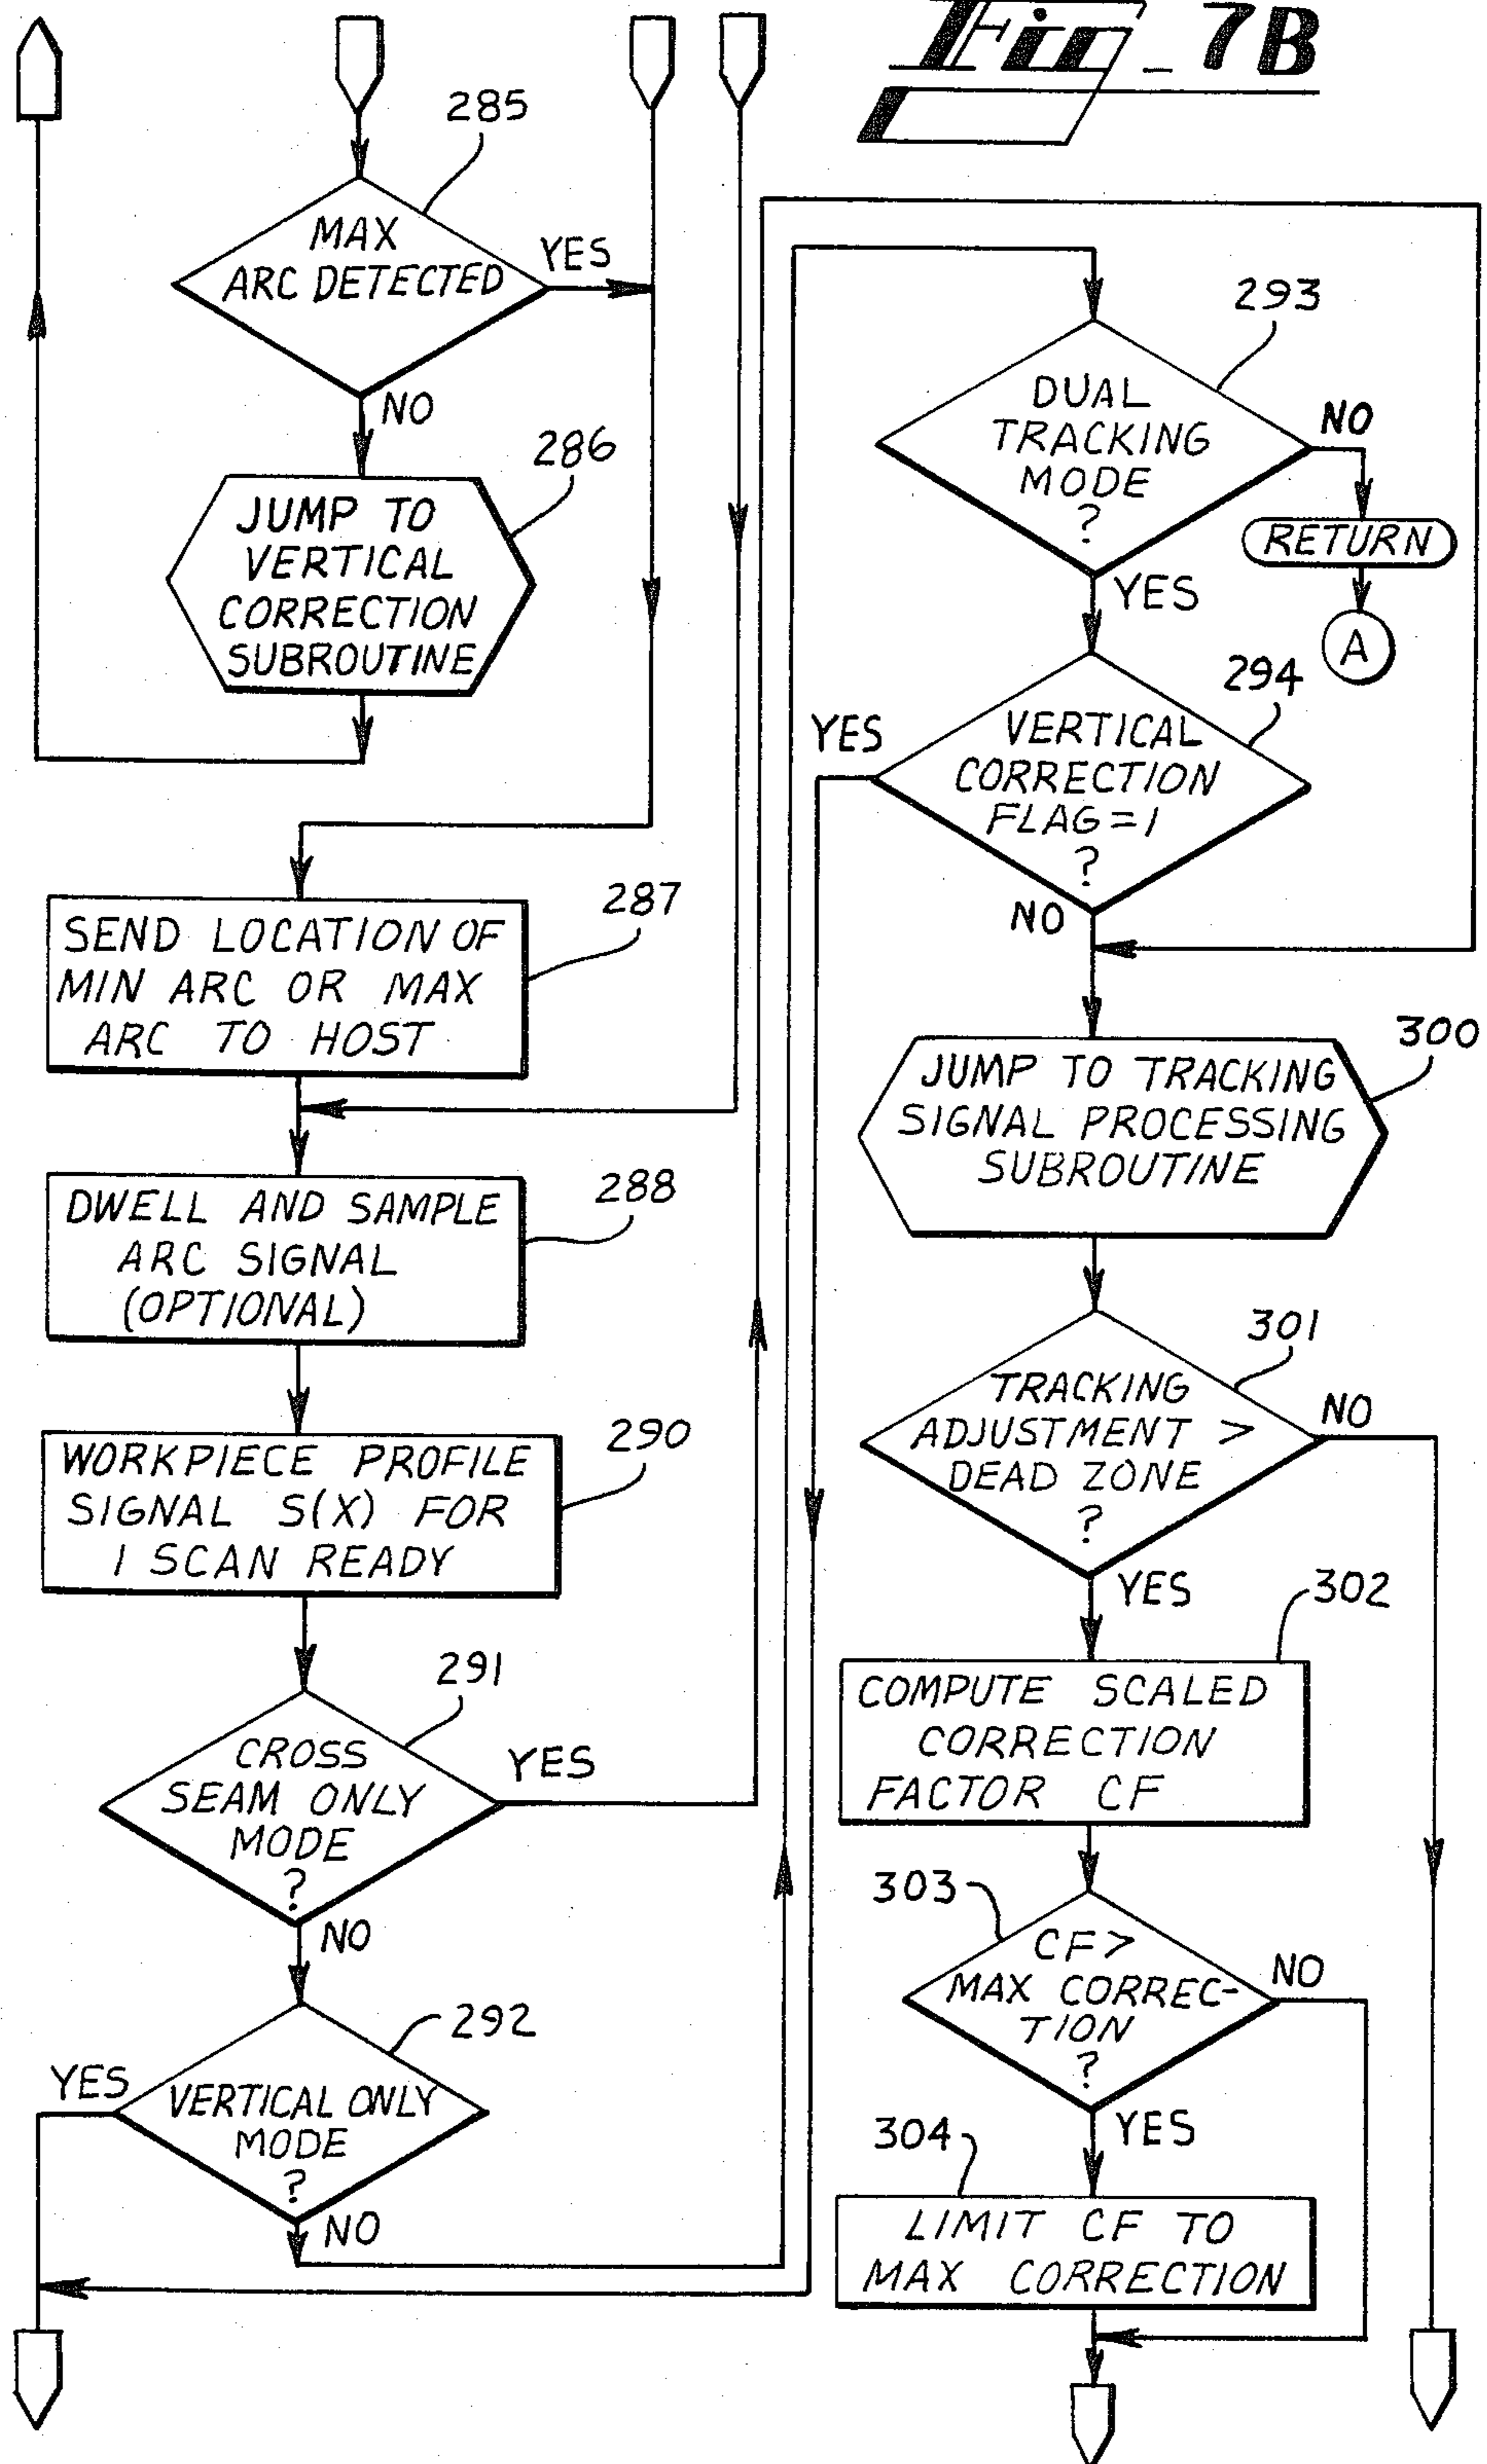 Fig_7B
285
MAX
ARC DETECTED
YES
NO
286
JUMP TO
VERTICAL
CORRECTION
SUBROUTINE
287
SEND LOCATION OF
MIN ARC OR MAX
ARC TO HOST
288
DWELL AND SAMPLE
ARC SIGNAL
(OPTIONAL)
290
WORKPIECE PROFILE
SIGNAL S(X) FOR
1 SCAN READY
291
CROSS
SEAM ONLY
MODE
?
YES
NO
292
YES
VERTICAL ONLY
MODE
?
NO
293
DUAL
TRACKING
MODE
?
NO
RETURN
A
YES
294
YES
VERTICAL
CORRECTION
FLAG=1
?
NO
300
JUMP TO TRACKING
SIGNAL PROCESSING
SUBROUTINE
301
TRACKING
ADJUSTMENT >
DEAD ZONE
?
NO
YES
302
COMPUTE SCALED
CORRECTION
FACTOR CF
303
CF>
MAX CORREC-
TION
?
NO
YES
304
LIMIT CF TO
MAX CORRECTION